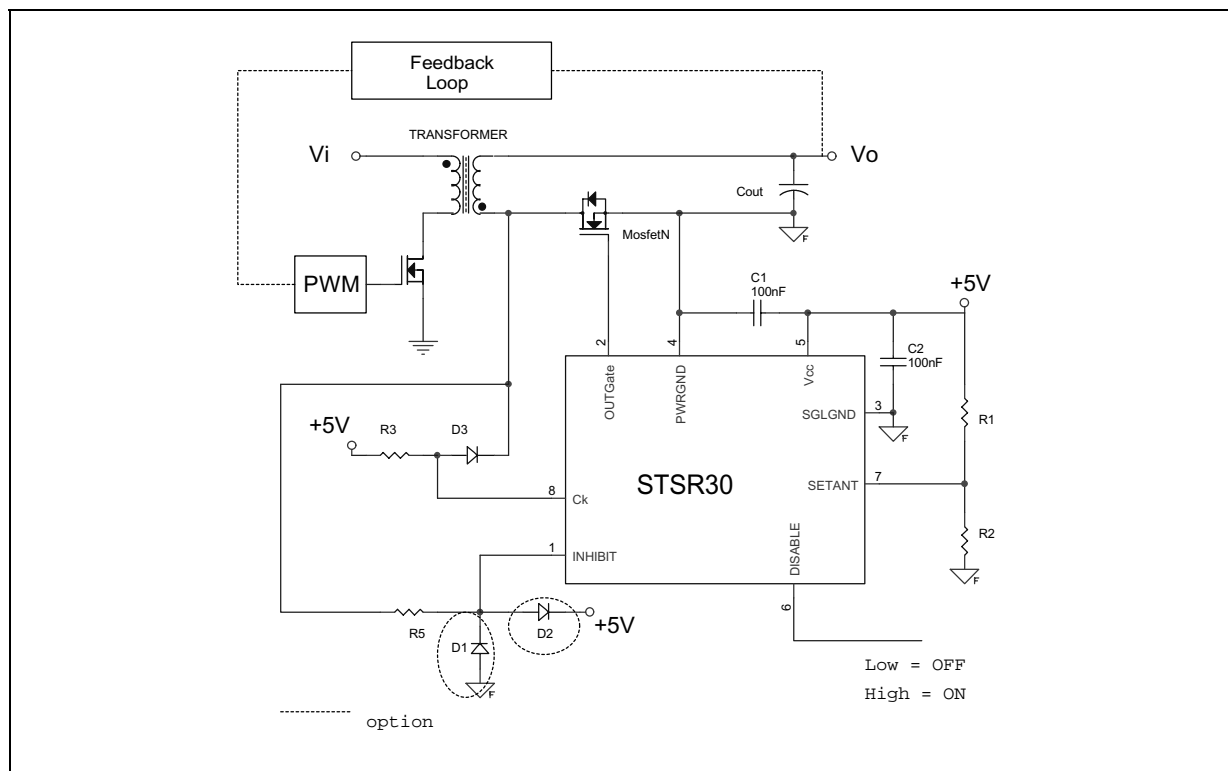 Feedback
Loop
TRANSFORMER
Vi
Vo
Cout
F
MosfetN
PWM
C1
100nF
+5V
2
4
5
C2
100nF
OUTGate
PWRGND
Vcc
SGLGND
3
F
R1
+5V
R3
D3
STSR30
SETANT
7
8
Ck
DISABLE
R2
1
INHIBIT
F
6
R5
D2
+5V
D1
F
Low = OFF
High = ON
option